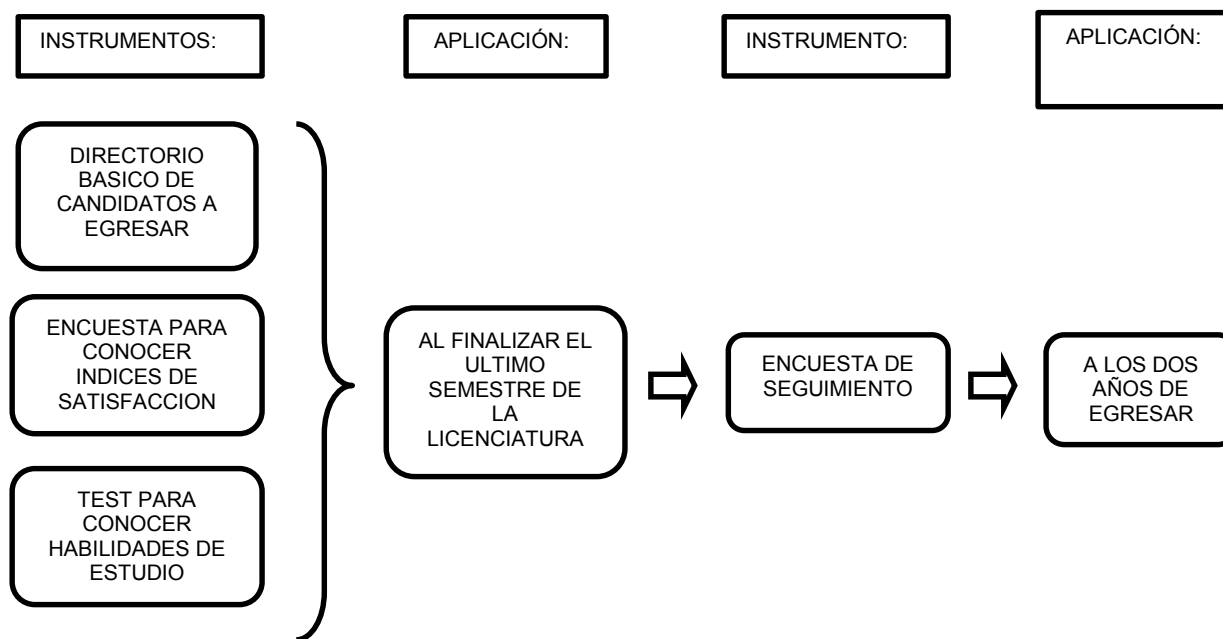 INSTRUMENTOS:
APLICACIÓN:
INSTRUMENTO:
APLICACIÓN:
DIRECTORIO
BASICO DE
CANDIDATOS A
EGRESAR
ENCUESTA PARA
CONOCER
INDICES DE
SATISFACCION
TEST PARA
CONOCER
HABILIDADES DE
ESTUDIO
AL FINALIZAR EL
ULTIMO
SEMESTRE DE
LA
LICENCIATURA
ENCUESTA DE
SEGUIMIENTO
A LOS DOS
AÑOS DE
EGRESAR